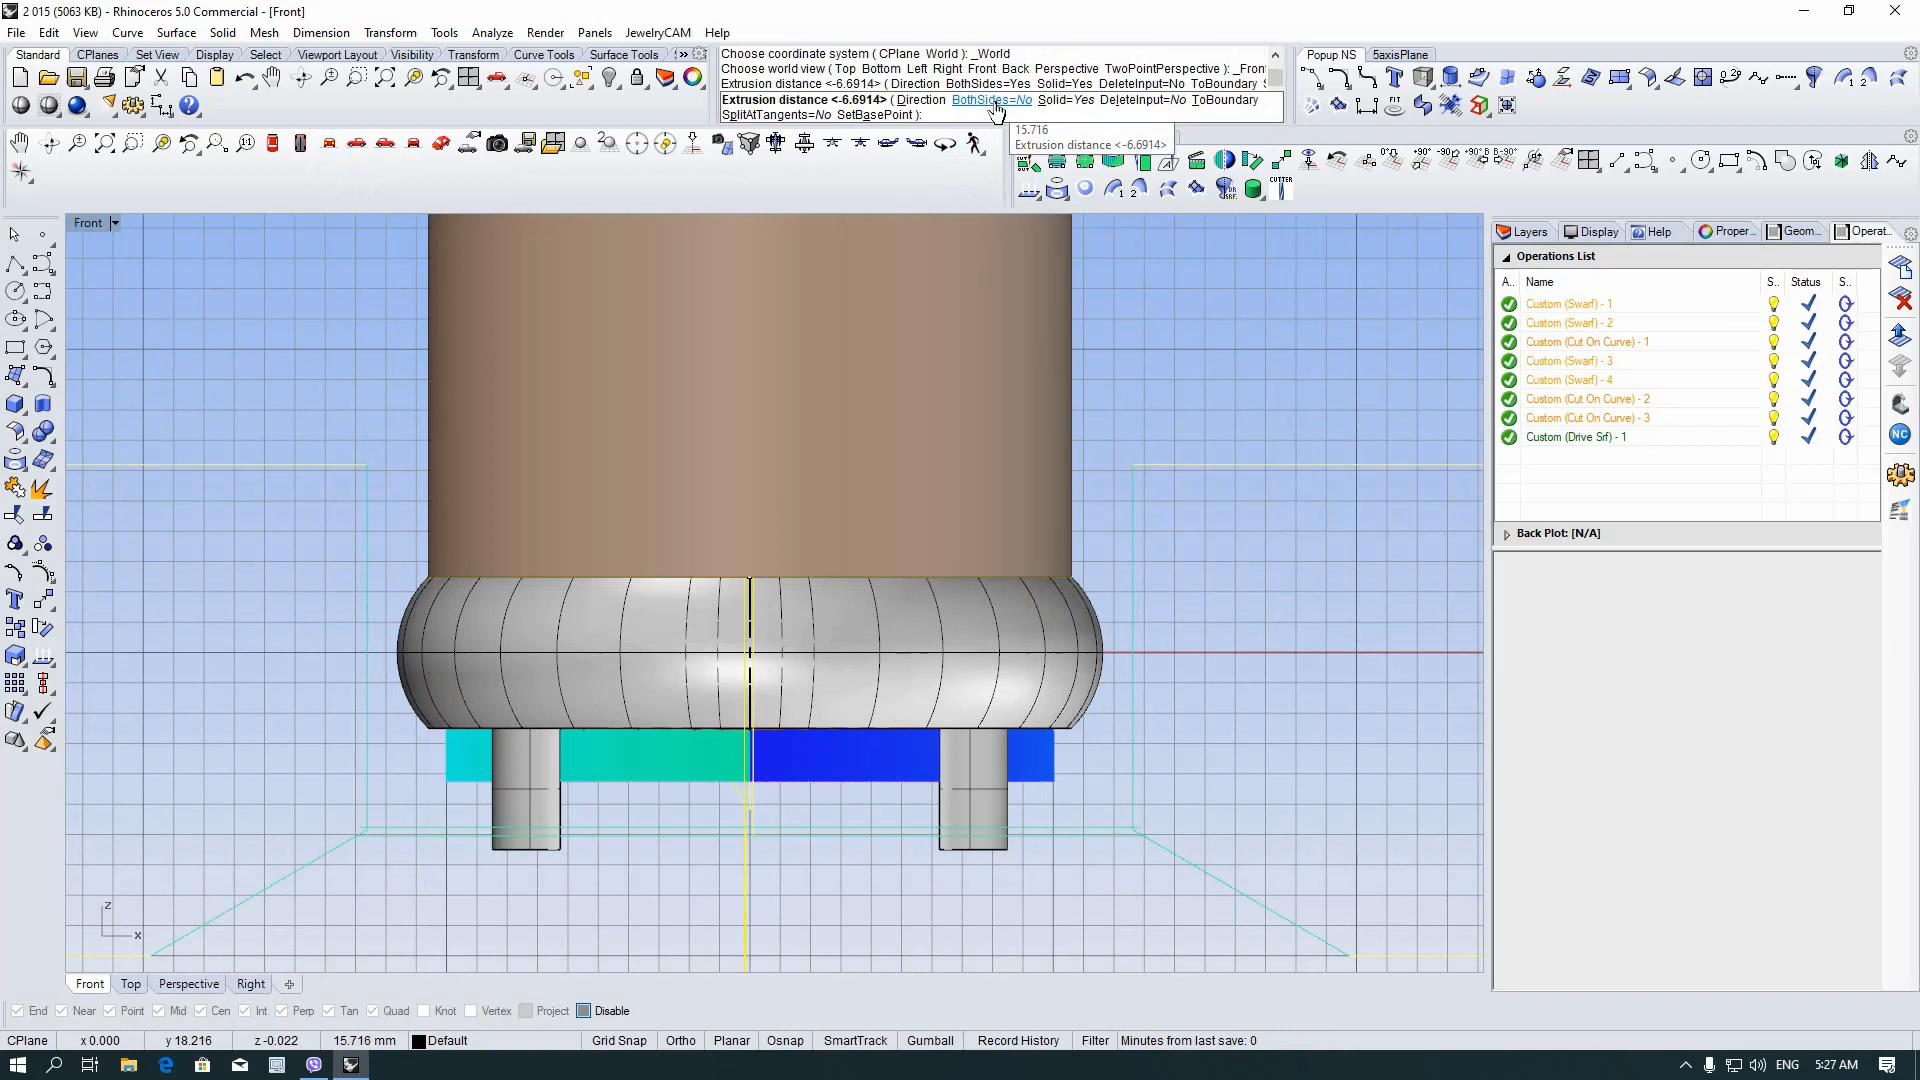 2 015 (5063 KB) - Rhinoceros 5.0 Commercial - [Front]
File Edit View Curve Surface Solid Mesh Dimension Transform Tools Analyze Render Panels JewelryCAM Help
Standard CPlanes Set View Display Select Viewport Layout Visibility Transform Curve Tools Surface Tools »
Choose coordinate system ( CPlane World ): _World
Choose world view ( Top Bottom Left Right Front Back Perspective TwoPointPerspective ): _Fron
Extrusion distance <-6.6914> ( Direction BothSides=Yes Solid=Yes DeleteInput=No ToBoundary
Extrusion distance <-6.6914> ( Direction BothSides=No Solid=Yes DeleteInput=No ToBoundary
SplitAtTangents=No SetBasePoint ):
Popup NS 5axisPlane
15.716
Extrusion distance <-6.6914>
CUTTER
FIT
Front
Layers Display Help Proper... Geom... Operat...
Operations List
A.. Name S.. Status S..
Custom (Swarf) - 1
Custom (Swarf) - 2
Custom (Cut On Curve) - 1
Custom (Swarf) - 3
Custom (Swarf) - 4
Custom (Cut On Curve) - 2
Custom (Cut On Curve) - 3
Custom (Drive Srf) - 1
NC
Back Plot: [N/A]
z
x
Front Top Perspective Right
End Near Point Mid Cen Int Perp Tan Quad Knot Vertex Project Disable
CPlane x 0.000 y 18.216 z -0.022 15.716 mm Default Grid Snap Ortho Planar Osnap SmartTrack Gumball Record History Filter Minutes from last save: 0
ENG 5:27 AM